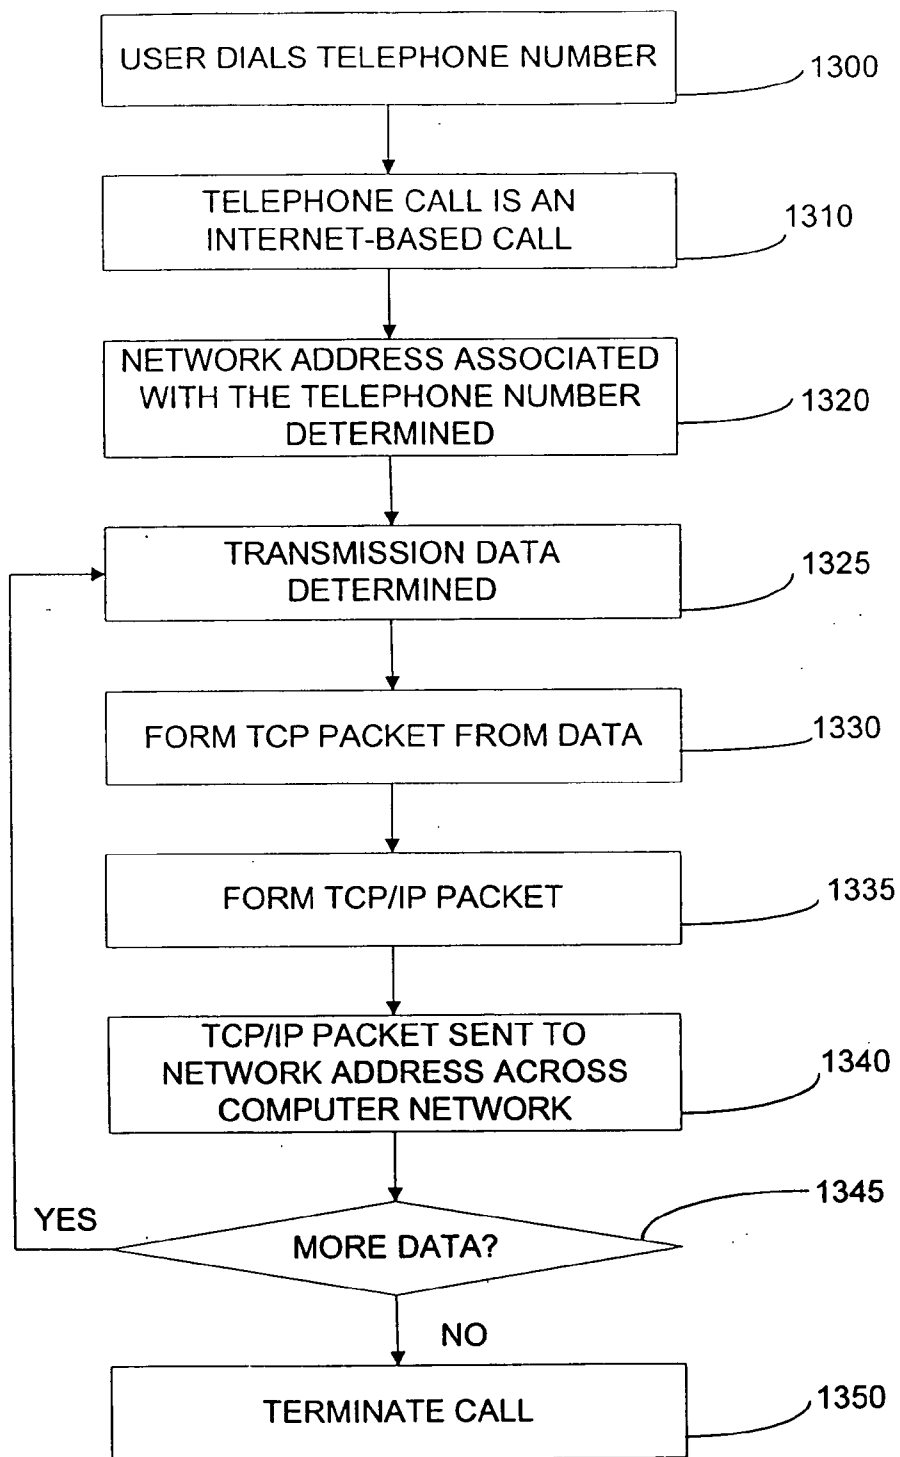 USER DIALS TELEPHONE NUMBER
1300
TELEPHONE CALL IS AN
INTERNET-BASED CALL
1310
NETWORK ADDRESS ASSOCIATED
WITH THE TELEPHONE NUMBER
DETERMINED
1320
TRANSMISSION DATA
DETERMINED
1325
FORM TCP PACKET FROM DATA
1330
FORM TCP/IP PACKET
1335
TCP/IP PACKET SENT TO
NETWORK ADDRESS ACROSS
COMPUTER NETWORK
1340
1345
YES
MORE DATA?
NO
TERMINATE CALL
1350